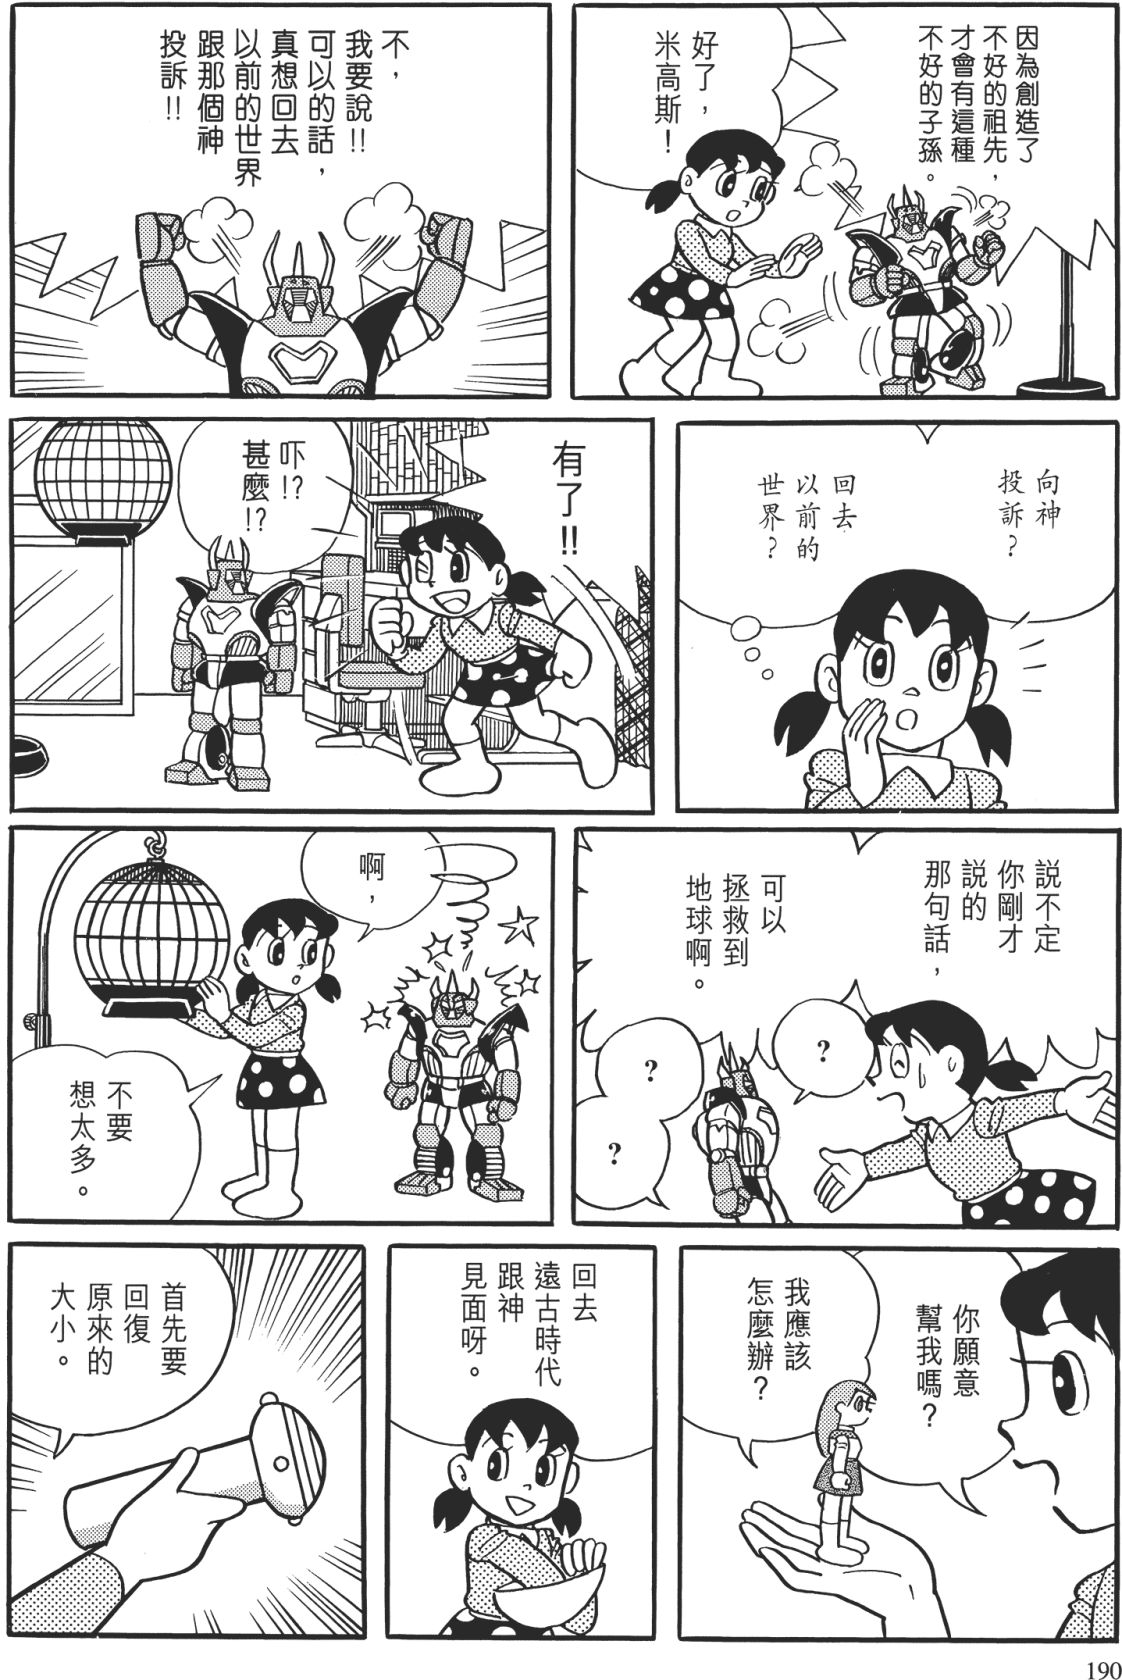 因為創造了
不好的祖先，
才會有這種
不好的子孫。
好了，
米高斯！
不，
我要說!!
可以的話，
真想回去
以前的世界
跟那個神
投訴!!
向神
投訴？
回去
以前的
世界？
有了!!
吓!?
甚麼!?
説不定
你剛才
説的
那句話，
可以
拯救到
地球啊。
?
?
?
啊，
不要
想太多。
你願意
幫我嗎？
我應該
怎麼辦？
回去
遠古時代
跟神
見面呀。
首先要
回復
原來的
大小。
190